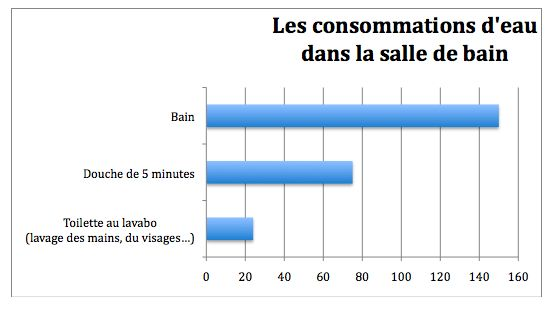 Les consommations d'eau
dans la salle de bain
Bain
Douche de 5 minutes
Toilette au lavabo
(lavage des mains, du visages...)
0 20 40 60 80 100 120 140 160